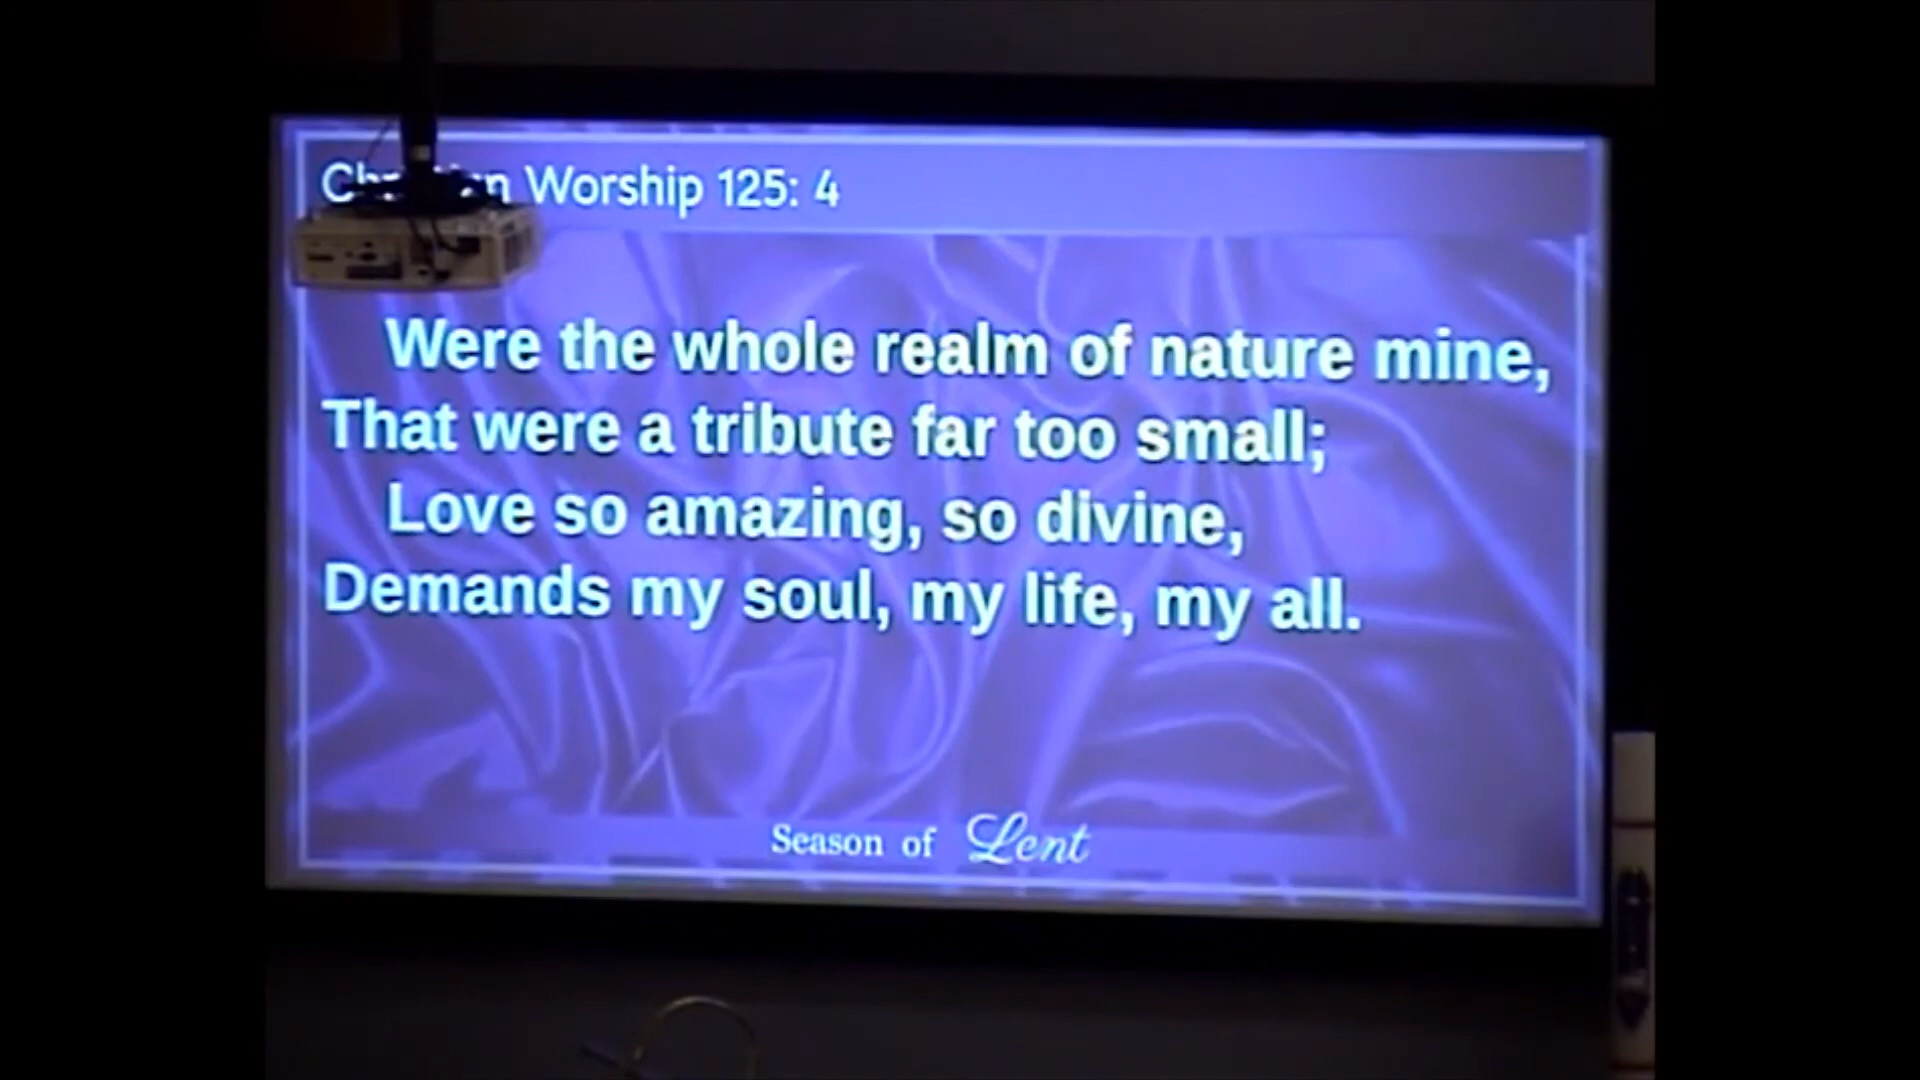 Worship 125: 4
Were the whole realm of nature mine,
That were a tribute far too small;
Love so amazing, so divine,
Demands my soul, my life, my all.
Season of Lent